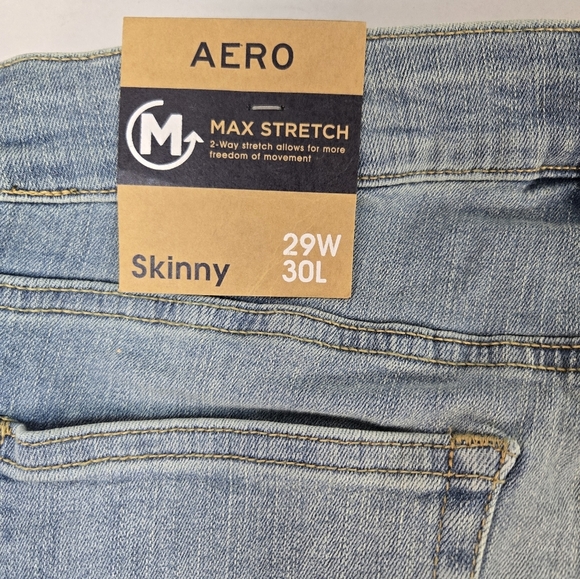 AERO
M
MAX STRETCH
2-Way stretch allows for more
freedom of movement
Skinny
29W
30L